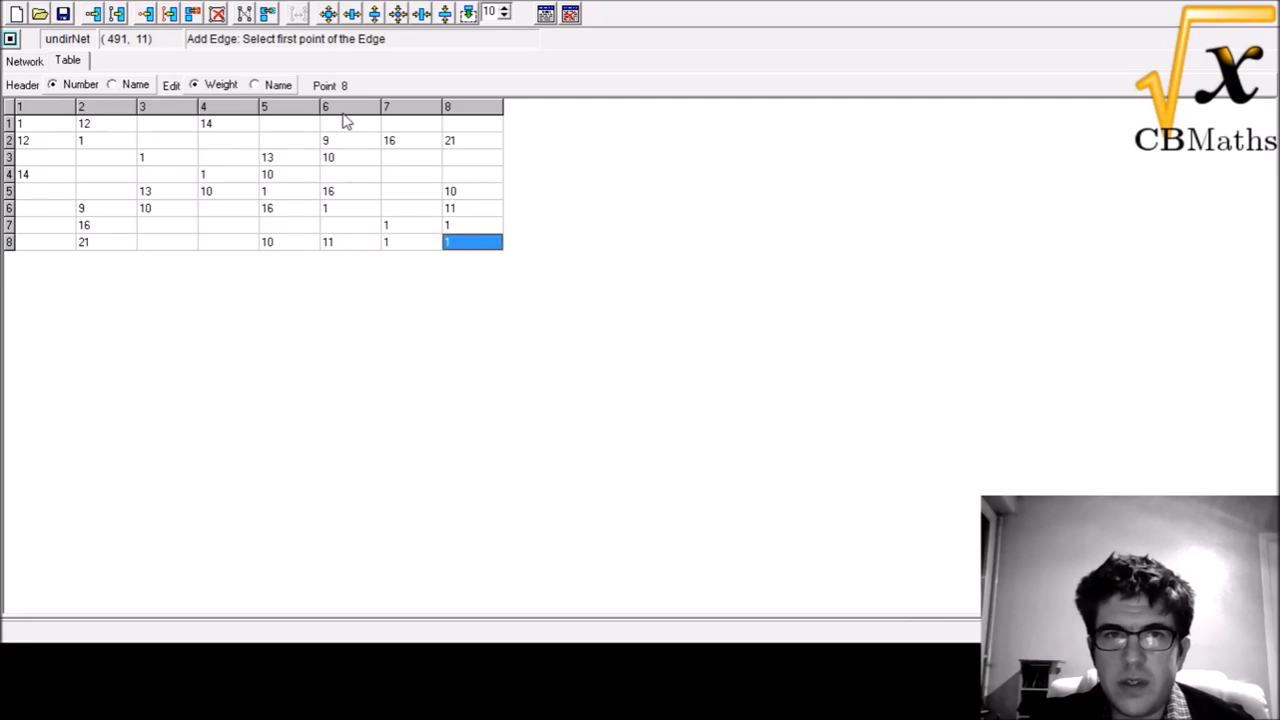 10
undirNet ( 491, 11) Add Edge: Select first point of the Edge
Network Table
Header Number Name Edit Weight Name Point 8
1 2 3 4 5 6 7 8
1 1 12 14
2 12 1 9 16 21
3 1 13 10
4 14 1 10
5 13 10 1 16 10
6 9 10 16 1 11
7 16 1 1
8 21 10 11 1 1
√x
CBMaths